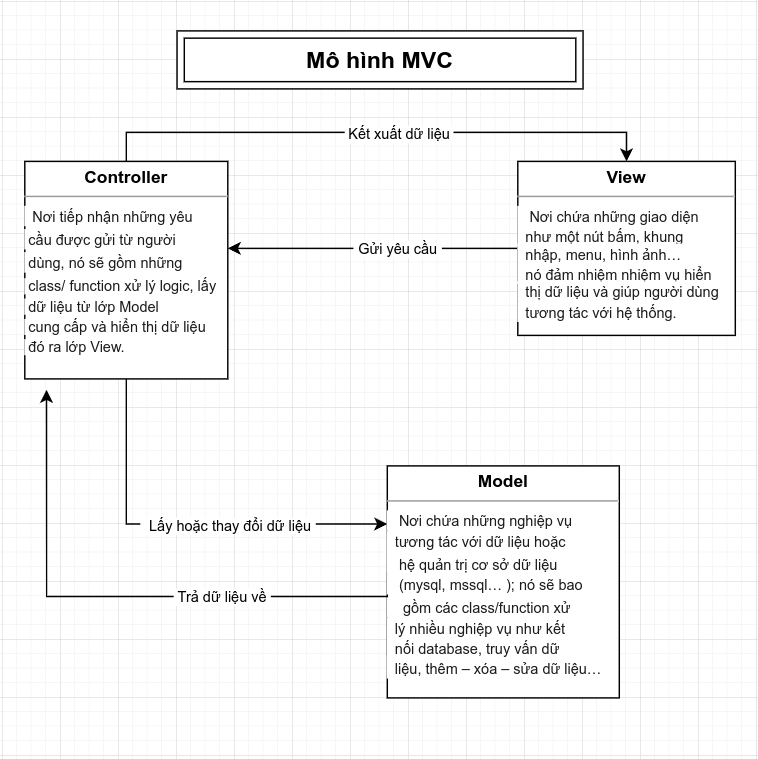 Mô hình MVC
Kết xuất dữ liệu
Controller
Nơi tiếp nhận những yêu
cầu được gửi từ người
dùng, nó sẽ gồm những
class/ function xử lý logic, lấy
dữ liệu từ lớp Model
cung cấp và hiển thị dữ liệu
đó ra lớp View.
Gửi yêu cầu
View
Nơi chứa những giao diện
như một nút bấm, khung
nhập, menu, hình ảnh…
nó đảm nhiệm nhiệm vụ hiển
thị dữ liệu và giúp người dùng
tương tác với hệ thống.
Lấy hoặc thay đổi dữ liệu
Trả dữ liệu về
Model
Nơi chứa những nghiệp vụ
tương tác với dữ liệu hoặc
hệ quản trị cơ sở dữ liệu
(mysql, mssql… ); nó sẽ bao
gồm các class/function xử
lý nhiều nghiệp vụ như kết
nối database, truy vấn dữ
liệu, thêm – xóa – sửa dữ liệu…